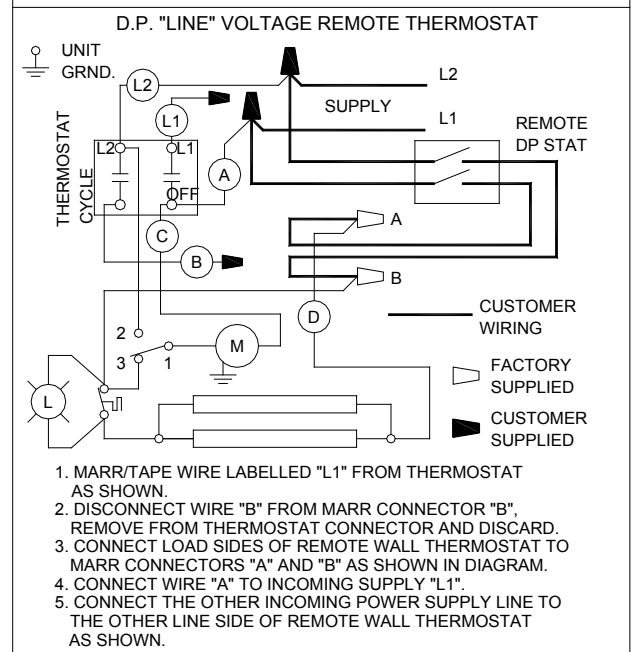 D.P. "LINE" VOLTAGE REMOTE THERMOSTAT
UNIT
GRND.
L2
L2
SUPPLY
L1
L1
REMOTE
DP STAT
THERMOSTAT
CYCLE
L2
L1
OFF
A
C
B
A
B
D
CUSTOMER
WIRING
2
3
1
M
L
FACTORY
SUPPLIED
CUSTOMER
SUPPLIED
1. MARR/TAPE WIRE LABELLED "L1" FROM THERMOSTAT
AS SHOWN.
2. DISCONNECT WIRE "B" FROM MARR CONNECTOR "B",
REMOVE FROM THERMOSTAT CONNECTOR AND DISCARD.
3. CONNECT LOAD SIDES OF REMOTE WALL THERMOSTAT TO
MARR CONNECTORS "A" AND "B" AS SHOWN IN DIAGRAM.
4. CONNECT WIRE "A" TO INCOMING SUPPLY "L1".
5. CONNECT THE OTHER INCOMING POWER SUPPLY LINE TO
THE OTHER LINE SIDE OF REMOTE WALL THERMOSTAT
AS SHOWN.